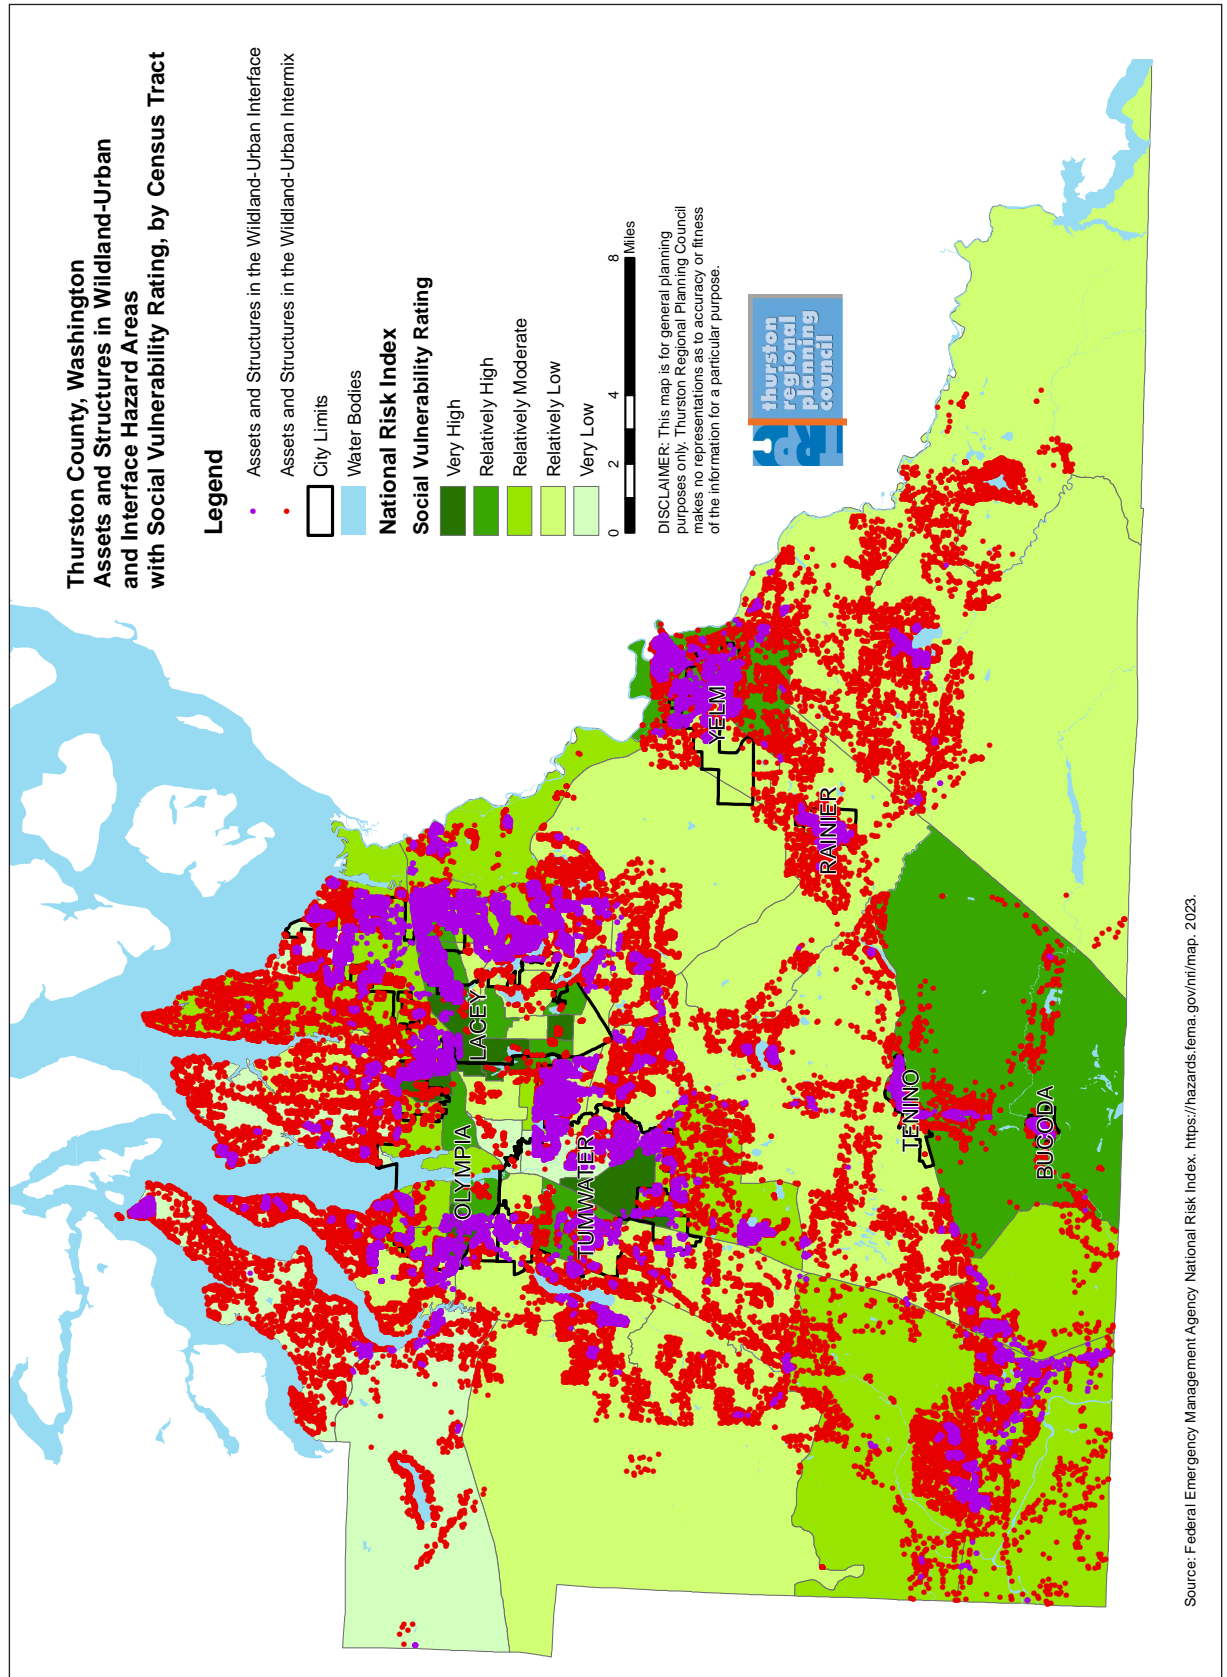 Thurston County, Washington
Assets and Structures in Wildland-Urban
and Interface Hazard Areas
with Social Vulnerability Rating, by Census Tract
Legend
Assets and Structures in the Wildland-Urban Interface
Assets and Structures in the Wildland-Urban Intermix
City Limits
Water Bodies
National Risk Index
Social Vulnerability Rating
Very High
Relatively High
Relatively Moderate
Relatively Low
Very Low
0 2 4 8
Miles
DISCLAIMER: This map is for general planning
purposes only. Thurston Regional Planning Council
makes no representations as to accuracy or fitness
of the information for a particular purpose.
thurston
regional
planning
council
LACEY
OLYMPIA
TUMWATER
YELM
RAINIER
TENINO
BUCODA
Source: Federal Emergency Management Agency National Risk Index. https://hazards.fema.gov/nri/map. 2023.